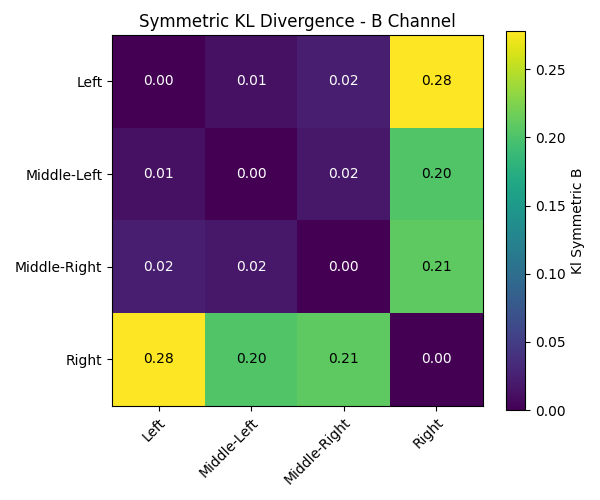 Symmetric KL Divergence - B Channel
Left 0.00 0.01 0.02 0.28
Middle-Left 0.01 0.00 0.02 0.20
Middle-Right 0.02 0.02 0.00 0.21
Right 0.28 0.20 0.21 0.00
Left Middle-Left Middle-Right Right
0.25
0.20
0.15
0.10
0.05
0.00
Kl Symmetric B